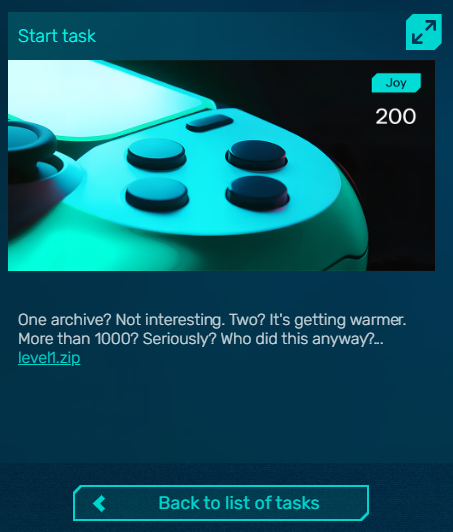 Start task
Joy
200
One archive? Not interesting. Two? It's getting warmer.
More than 1000? Seriously? Who did this anyway?...
level1.zip
Back to list of tasks